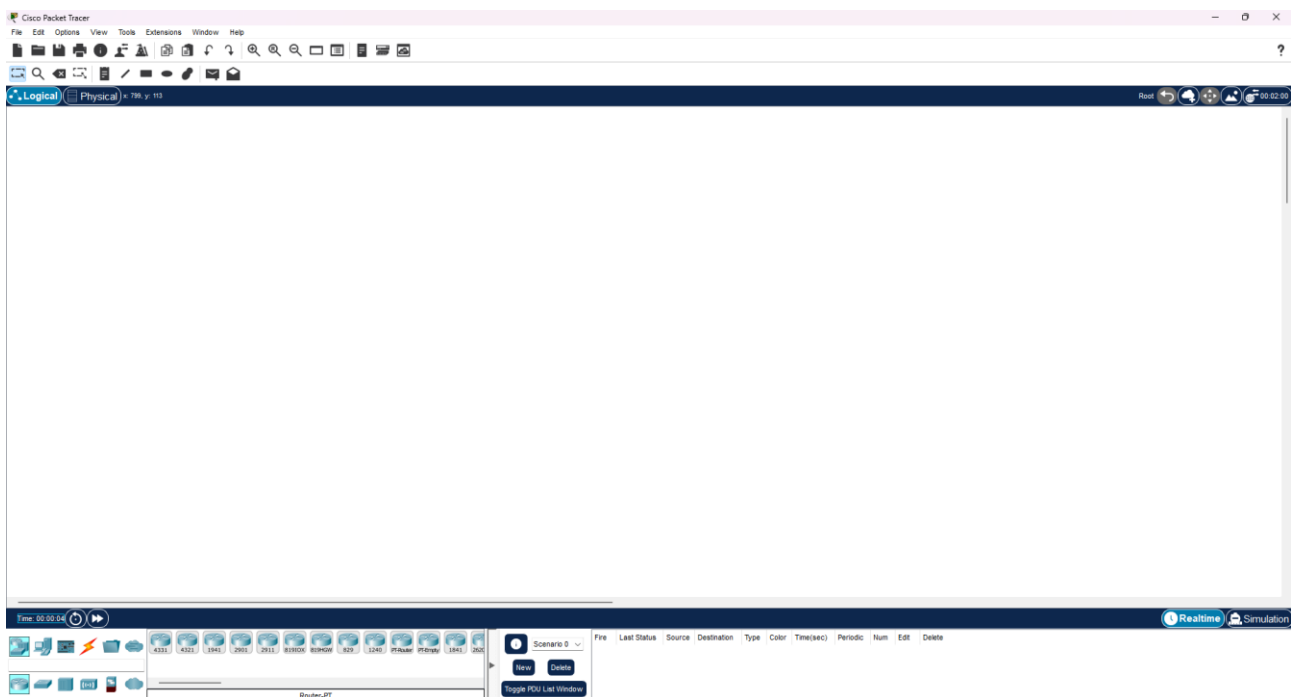 Cisco Packet Tracer
File Edit Options View Tools Extensions Window Help
?
Logical Physical x: 799, y: 113 Root 00:02:00
Time: 00:00:04 Realtime Simulation
4331 4321 1941 2901 2911 819IOX 819HGW 829 1240 PT-Router PT-Empty 1841 262
Router-PT
Scenario 0
New Delete
Toggle PDU List Window
Fire Last Status Source Destination Type Color Time(sec) Periodic Num Edit Delete